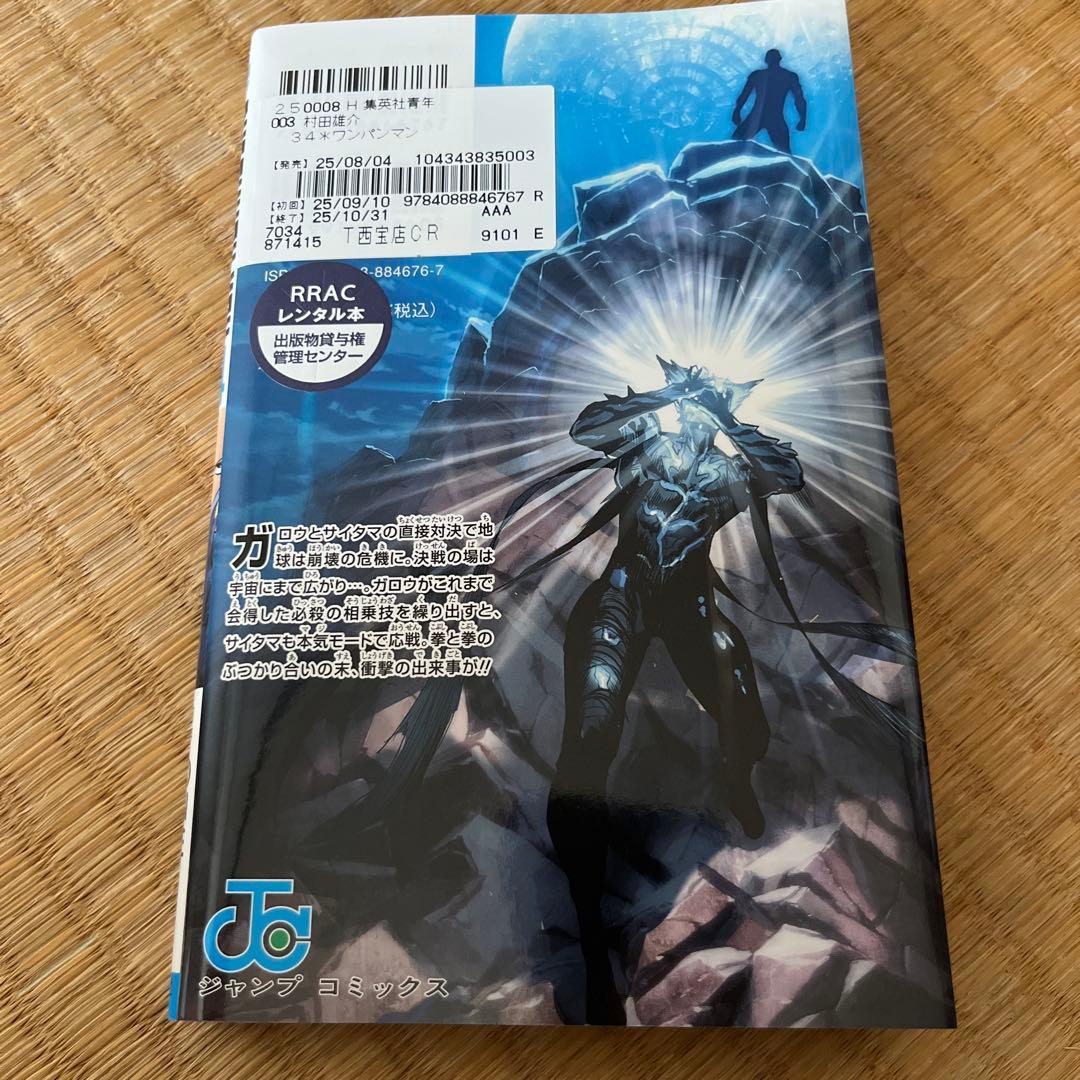 250008 H 集英社青年
003 村田雄介
34*ワンパンマン
【発売】25/08/04 104343835003
【初回】25/09/10 9784088846767 R
【終了】25/10/31 AAA
7034
871415 T西宝店CR 9101 E
8-884676-7
税込)
RRAC
レンタル本
出版物貸与権
管理センター
ガロウとサイタマの直接対決で地
球は崩壊の危機に。決戦の場は
宇宙にまで広がり…。ガロウがこれまで
会得した必殺の相乗技を繰り出すと、
サイタマも本気モードで応戦。拳と拳の
ぶつかり合いの末、衝撃の出来事が!!
JC
ジャンプ コミックス